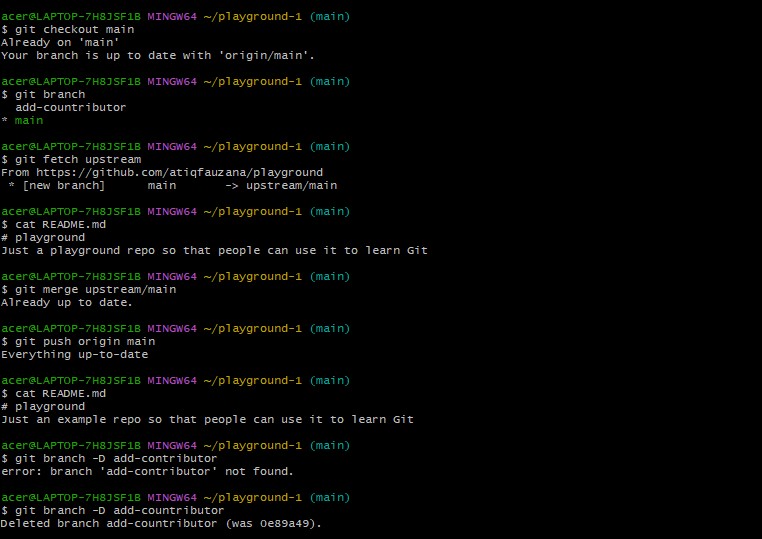 acer@LAPTOP-7H8JSF1B MINGW64 ~/playground-1 (main)
$ git checkout main
Already on 'main'
Your branch is up to date with 'origin/main'.
acer@LAPTOP-7H8JSF1B MINGW64 ~/playground-1 (main)
$ git branch
  add-countributor
* main
acer@LAPTOP-7H8JSF1B MINGW64 ~/playground-1 (main)
$ git fetch upstream
From https://github.com/atiqfauzana/playground
 * [new branch]      main       -> upstream/main
acer@LAPTOP-7H8JSF1B MINGW64 ~/playground-1 (main)
$ cat README.md
# playground
Just a playground repo so that people can use it to learn Git
acer@LAPTOP-7H8JSF1B MINGW64 ~/playground-1 (main)
$ git merge upstream/main
Already up to date.
acer@LAPTOP-7H8JSF1B MINGW64 ~/playground-1 (main)
$ git push origin main
Everything up-to-date
acer@LAPTOP-7H8JSF1B MINGW64 ~/playground-1 (main)
$ cat README.md
# playground
Just an example repo so that people can use it to learn Git
acer@LAPTOP-7H8JSF1B MINGW64 ~/playground-1 (main)
$ git branch -D add-contributor
error: branch 'add-contributor' not found.
acer@LAPTOP-7H8JSF1B MINGW64 ~/playground-1 (main)
$ git branch -D add-countributor
Deleted branch add-countributor (was 0e89a49).